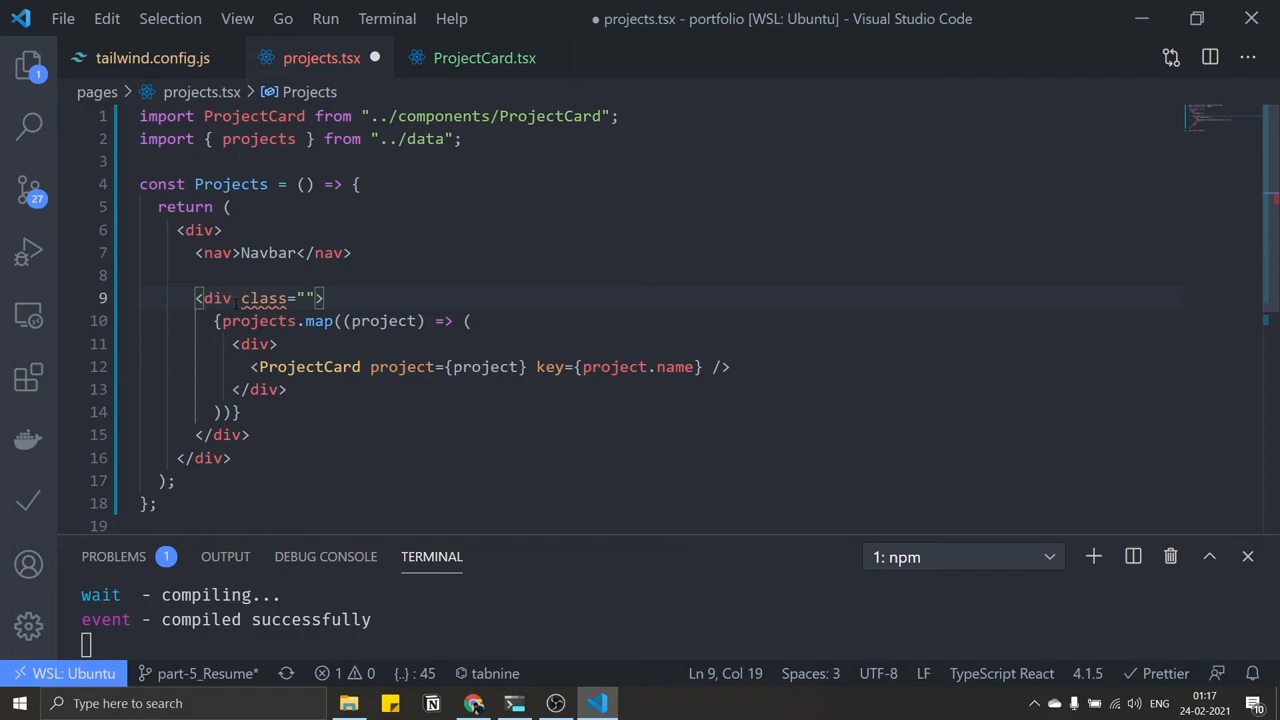 File Edit Selection View Go Run Terminal Help
● projects.tsx - portfolio [WSL: Ubuntu] - Visual Studio Code
tailwind.config.js projects.tsx ProjectCard.tsx
pages > projects.tsx > Projects
1 import ProjectCard from "../components/ProjectCard";
2 import { projects } from "../data";
3
4 const Projects = () => {
5 return (
6 <div>
7 <nav>Navbar</nav>
8
9 <div class="">
10 {projects.map((project) => (
11 <div>
12 <ProjectCard project={project} key={project.name} />
13 </div>
14 ))}
15 </div>
16 </div>
17 );
18 };
19
1
27
PROBLEMS 1 OUTPUT DEBUG CONSOLE TERMINAL 1: npm
wait - compiling...
event - compiled successfully
WSL: Ubuntu part-5_Resume* 1 0 {..} : 45 tabnine Ln 9, Col 19 Spaces: 3 UTF-8 LF TypeScript React 4.1.5 Prettier
Type here to search
01:17
24-02-2021
10